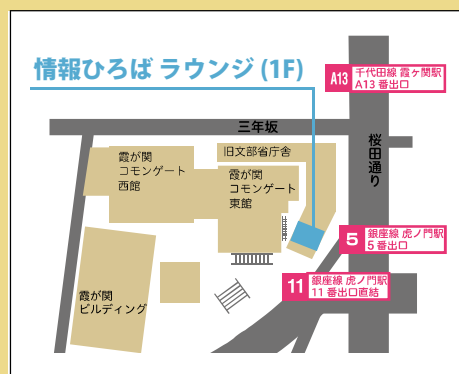 情報ひろば ラウンジ (1F)
A13
千代田線 霞ヶ関駅
A13 番出口
三年坂
桜田通り
旧文部省庁舎
霞が関
コモンゲート
西館
霞が関
コモンゲート
東館
5
銀座線 虎ノ門駅
5 番出口
11
銀座線 虎ノ門駅
11 番出口直結
霞が関
ビルディング